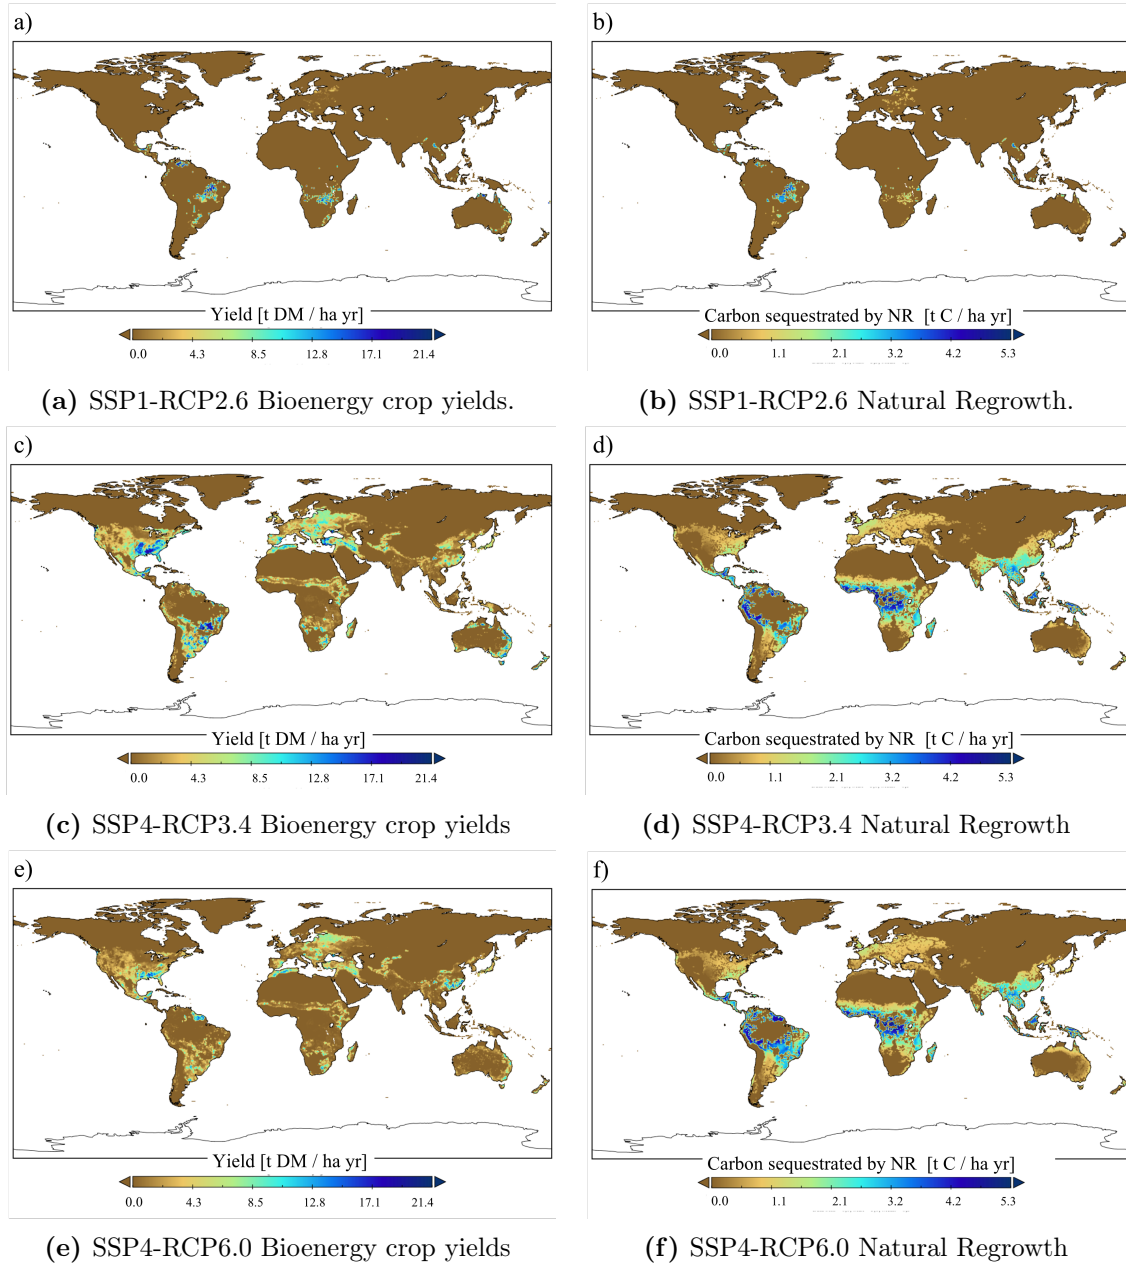 a)
b)
Yield [t DM / ha yr]
0.0 4.3 8.5 12.8 17.1 21.4
Carbon sequestrated by NR [t C / ha yr]
0.0 1.1 2.1 3.2 4.2 5.3
(a) SSP1-RCP2.6 Bioenergy crop yields.
(b) SSP1-RCP2.6 Natural Regrowth.
c)
d)
Yield [t DM / ha yr]
0.0 4.3 8.5 12.8 17.1 21.4
Carbon sequestrated by NR [t C / ha yr]
0.0 1.1 2.1 3.2 4.2 5.3
(c) SSP4-RCP3.4 Bioenergy crop yields
(d) SSP4-RCP3.4 Natural Regrowth
e)
f)
Yield [t DM / ha yr]
0.0 4.3 8.5 12.8 17.1 21.4
Carbon sequestrated by NR [t C / ha yr]
0.0 1.1 2.1 3.2 4.2 5.3
(e) SSP4-RCP6.0 Bioenergy crop yields
(f) SSP4-RCP6.0 Natural Regrowth